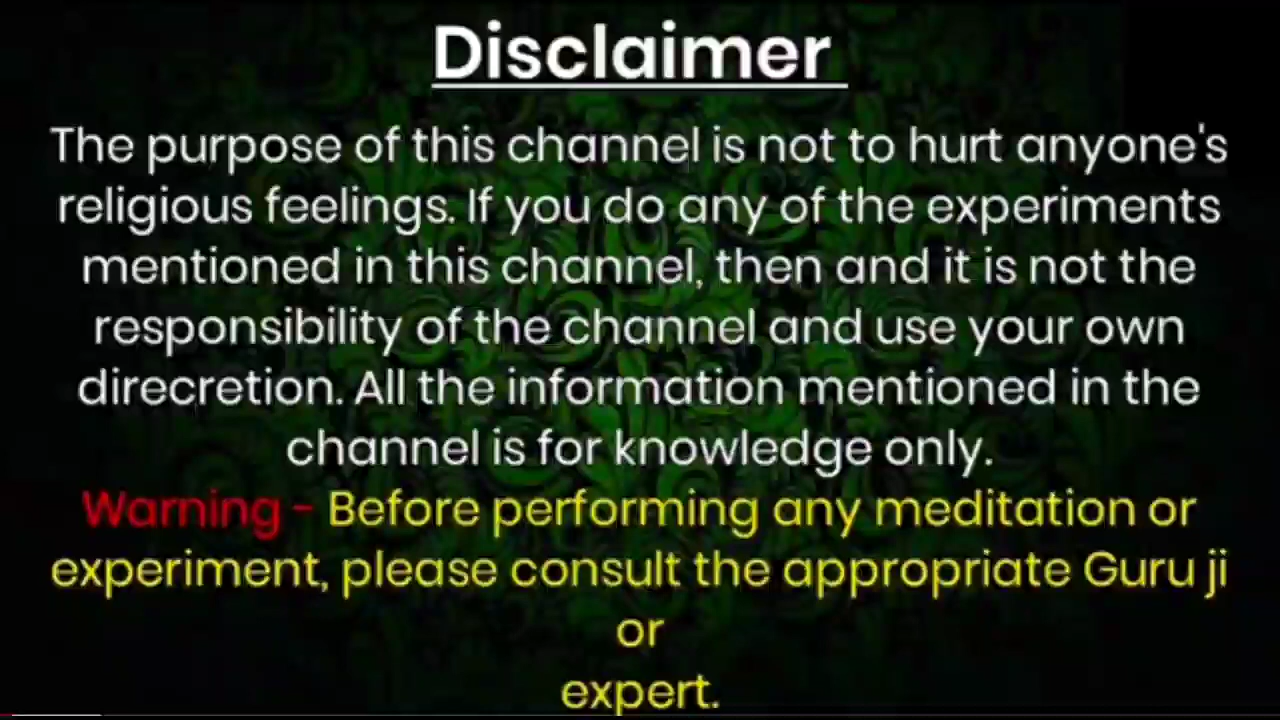 Disclaimer
The purpose of this channel is not to hurt anyone's
religious feelings. If you do any of the experiments
mentioned in this channel, then and it is not the
responsibility of the channel and use your own
direcretion. All the information mentioned in the
channel is for knowledge only.
Warning - Before performing any meditation or
experiment, please consult the appropriate Guru ji
or
expert.